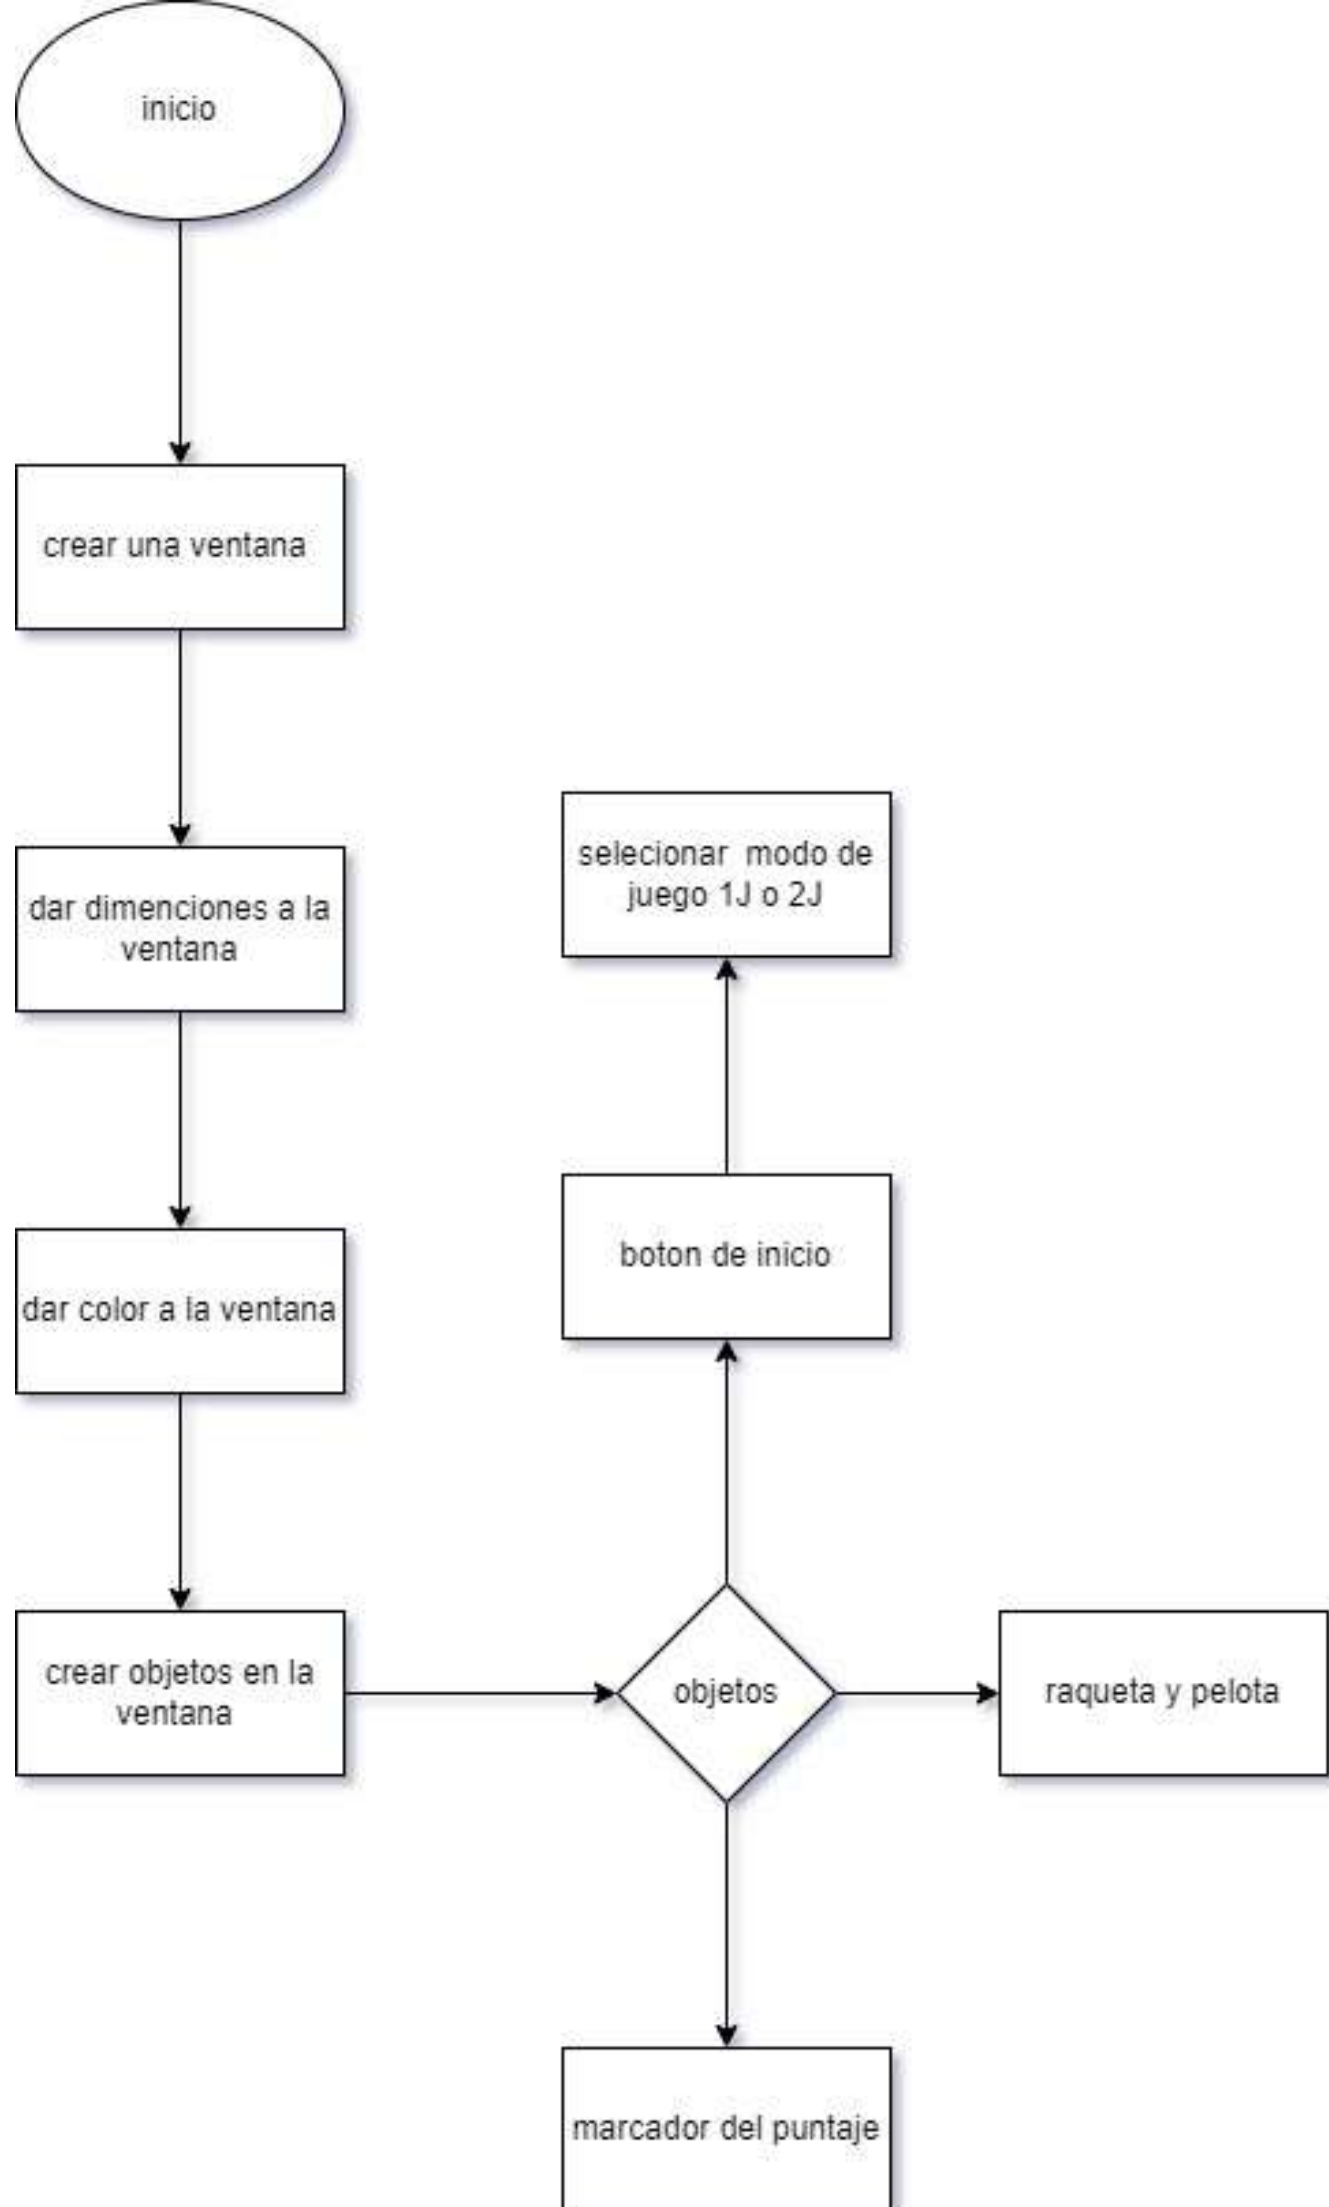 inicio
crear una ventana
dar dimenciones a la
ventana
selecionar modo de
juego 1J o 2J
dar color a la ventana
boton de inicio
crear objetos en la
ventana
objetos
raqueta y pelota
marcador del puntaje